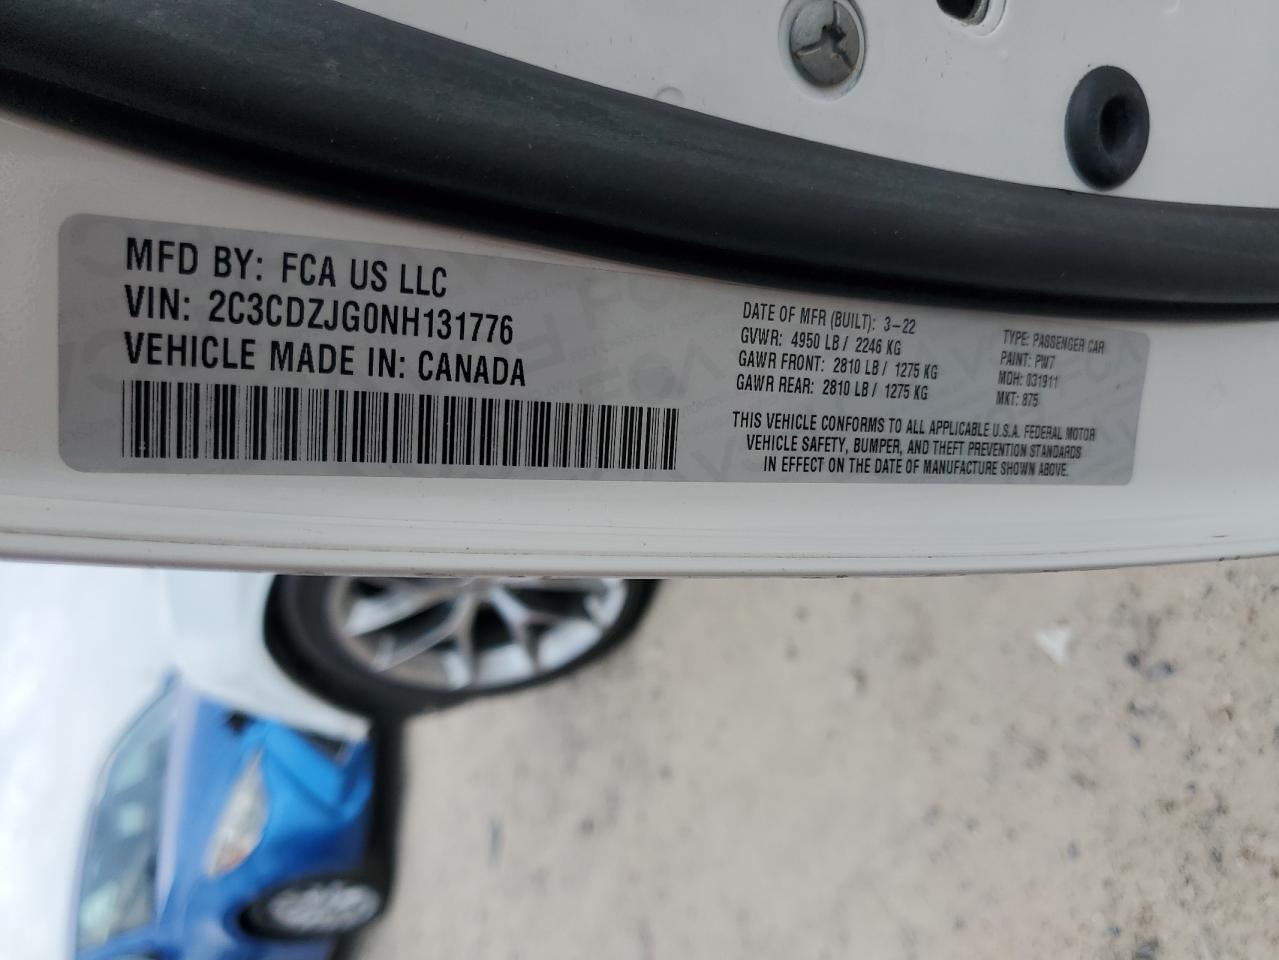 MFD BY: FCA US LLC
VIN: 2C3CDZJG0NH131776
VEHICLE MADE IN: CANADA
DATE OF MFR (BUILT): 3-22
GVWR: 4950 LB / 2246 KG
GAWR FRONT: 2810 LB / 1275 KG
GAWR REAR: 2810 LB / 1275 KG
TYPE: PASSENGER CAR
PAINT: PW7
MDH: 031911
MKT: 875
THIS VEHICLE CONFORMS TO ALL APPLICABLE U.S.A. FEDERAL MOTOR
VEHICLE SAFETY, BUMPER, AND THEFT PREVENTION STANDARDS
IN EFFECT ON THE DATE OF MANUFACTURE SHOWN ABOVE.